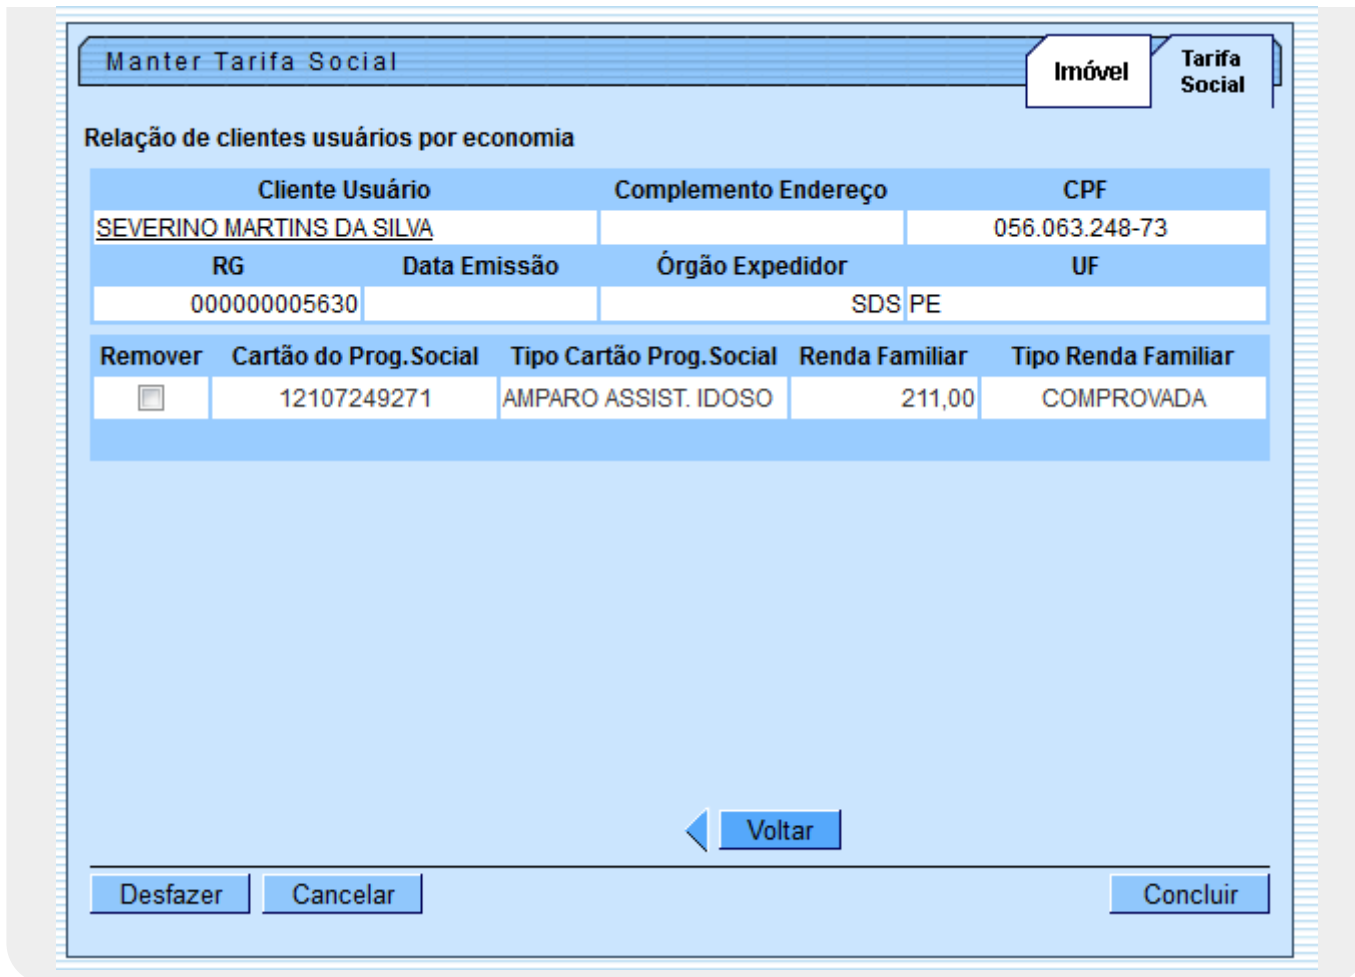 Manter Tarifa Social
Imóvel
Tarifa
Social
Relação de clientes usuários por economia
Cliente Usuário Complemento Endereço CPF
SEVERINO MARTINS DA SILVA 056.063.248-73
RG Data Emissão Órgão Expedidor UF
000000005630 SDS PE
Remover Cartão do Prog.Social Tipo Cartão Prog.Social Renda Familiar Tipo Renda Familiar
12107249271 AMPARO ASSIST. IDOSO 211,00 COMPROVADA
Voltar
Desfazer Cancelar Concluir